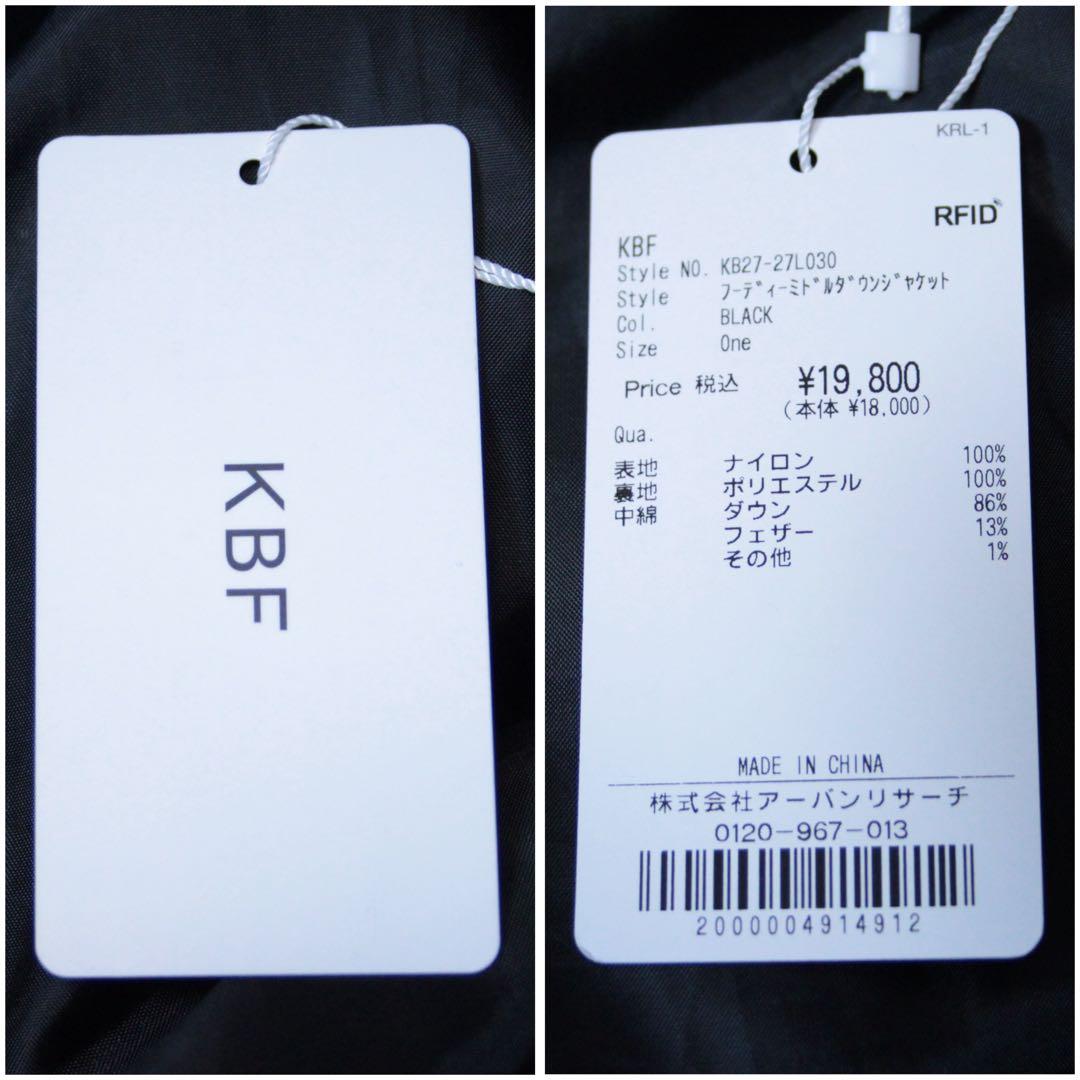 KBF
KRL-1
RFID
KBF
Style NO. KB27-27L030
Style フーディーミドルダウンジャケット
Col. BLACK
Size One
Price 税込 ¥19,800
(本体 ¥18,000)
Qua.
表地 ナイロン 100%
裏地 ポリエステル 100%
中綿 ダウン 86%
フェザー 13%
その他 1%
MADE IN CHINA
株式会社アーバンリサーチ
0120-967-013
2000004914912